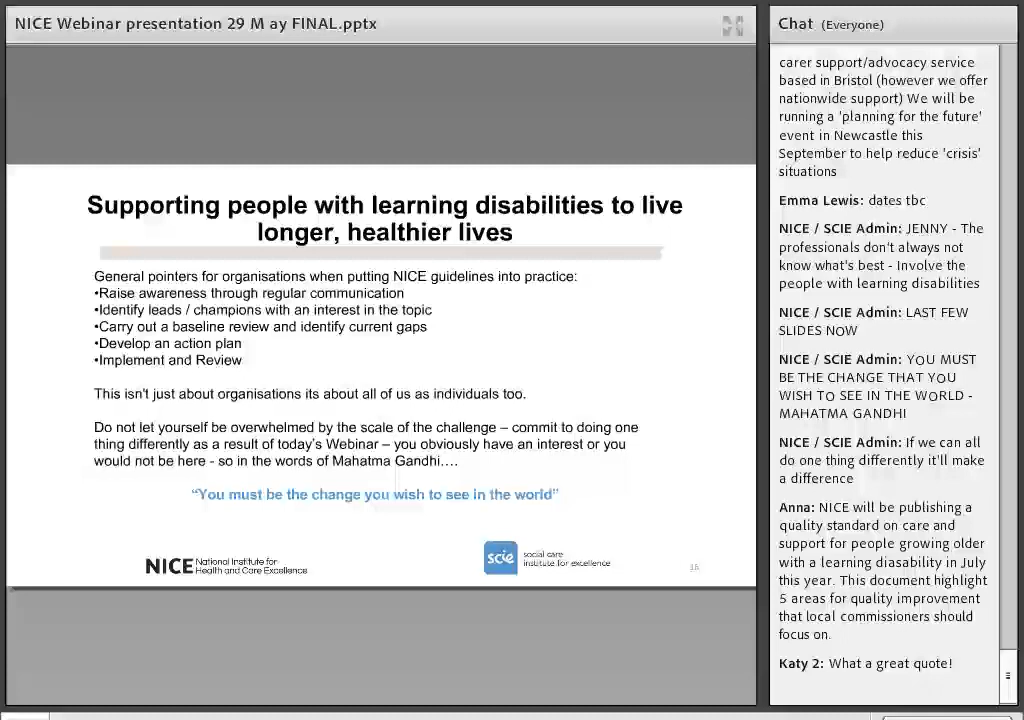 NICE Webinar presentation 29 M ay FINAL.pptx
Supporting people with learning disabilities to live
longer, healthier lives
General pointers for organisations when putting NICE guidelines into practice:
•Raise awareness through regular communication
•Identify leads / champions with an interest in the topic
•Carry out a baseline review and identify current gaps
•Develop an action plan
•Implement and Review
This isn't just about organisations its about all of us as individuals too.
Do not let yourself be overwhelmed by the scale of the challenge – commit to doing one
thing differently as a result of today's Webinar – you obviously have an interest or you
would not be here - so in the words of Mahatma Gandhi….
“You must be the change you wish to see in the world”
NICE National Institute for
Health and Care Excellence
scie social care
institute for excellence
16
Chat (Everyone)
carer support/advocacy service
based in Bristol (however we offer
nationwide support) We will be
running a 'planning for the future'
event in Newcastle this
September to help reduce 'crisis'
situations
Emma Lewis: dates tbc
NICE / SCIE Admin: JENNY - The
professionals don't always not
know what's best - Involve the
people with learning disabilities
NICE / SCIE Admin: LAST FEW
SLIDES NOW
NICE / SCIE Admin: YOU MUST
BE THE CHANGE THAT YOU
WISH TO SEE IN THE WORLD -
MAHATMA GANDHI
NICE / SCIE Admin: If we can all
do one thing differently it'll make
a difference
Anna: NICE will be publishing a
quality standard on care and
support for people growing older
with a learning diasability in July
this year. This document highlight
5 areas for quality improvement
that local commissioners should
focus on.
Katy 2: What a great quote!